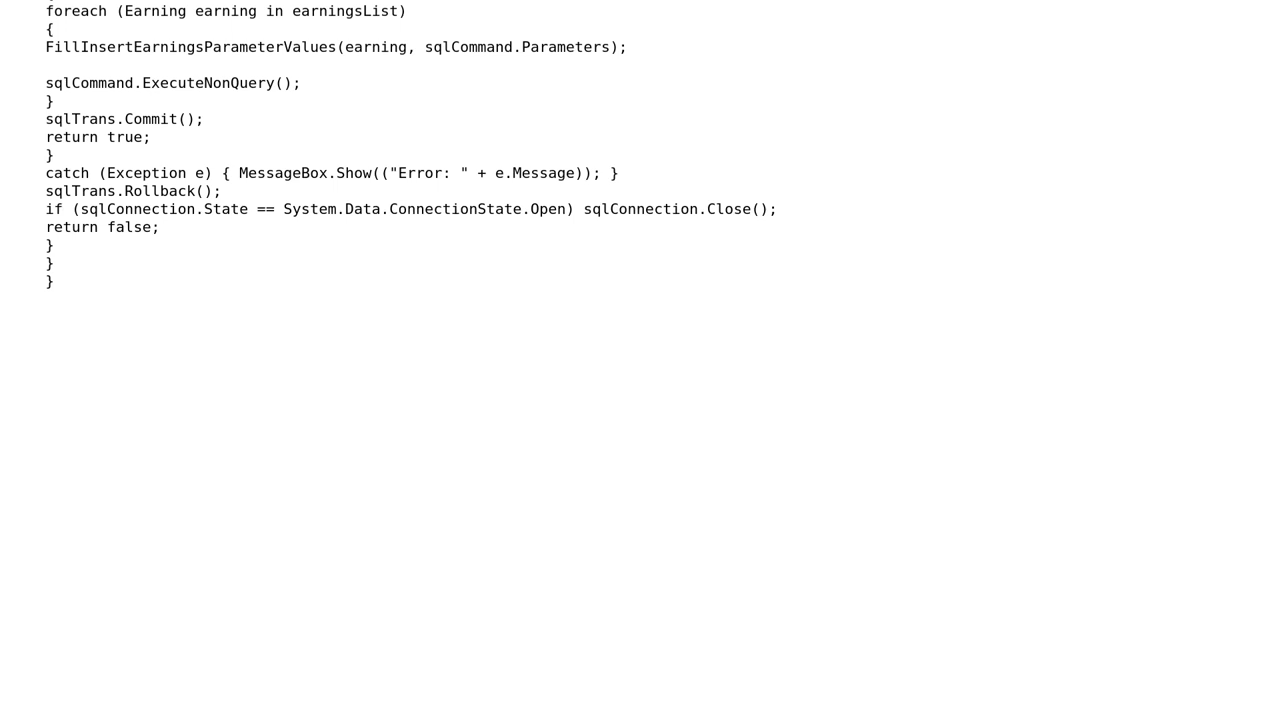 foreach (Earning earning in earningsList)
{
FillInsertEarningsParameterValues(earning, sqlCommand.Parameters);
sqlCommand.ExecuteNonQuery();
}
sqlTrans.Commit();
return true;
}
catch (Exception e) { MessageBox.Show(("Error: " + e.Message)); }
sqlTrans.Rollback();
if (sqlConnection.State == System.Data.ConnectionState.Open) sqlConnection.Close();
return false;
}
}
}